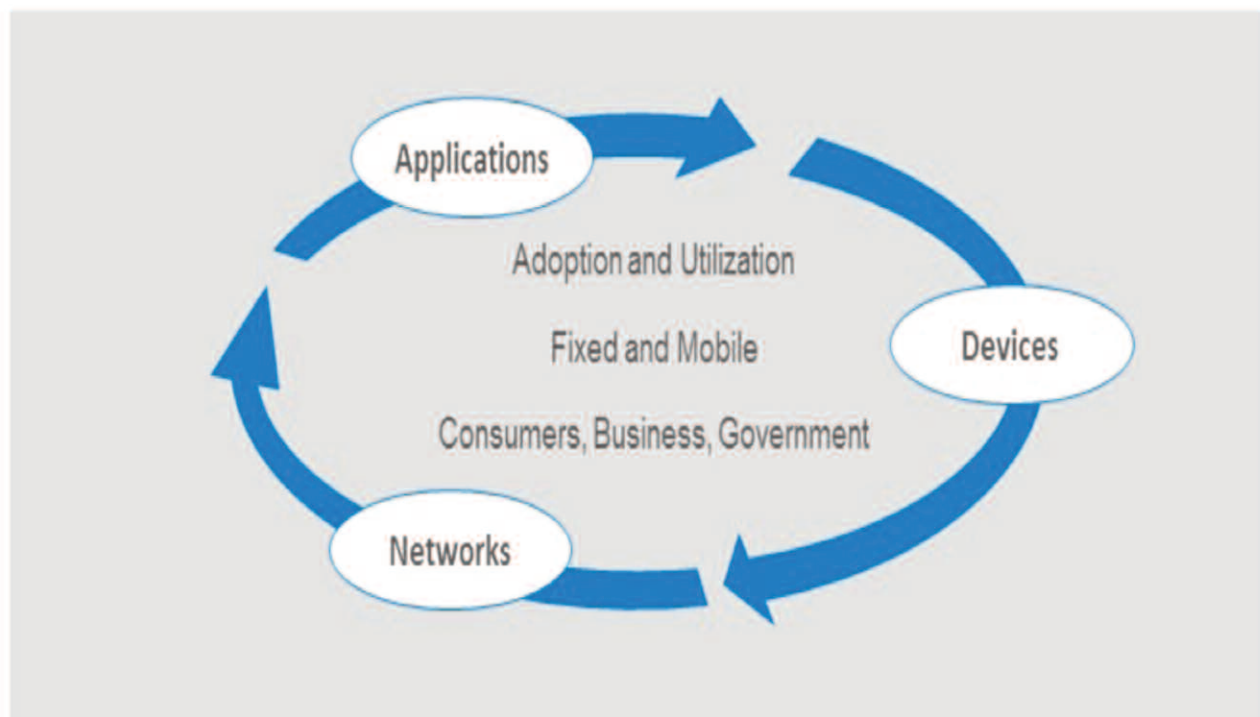 Applications
Adoption and Utilization
Fixed and Mobile
Devices
Consumers, Business, Government
Networks